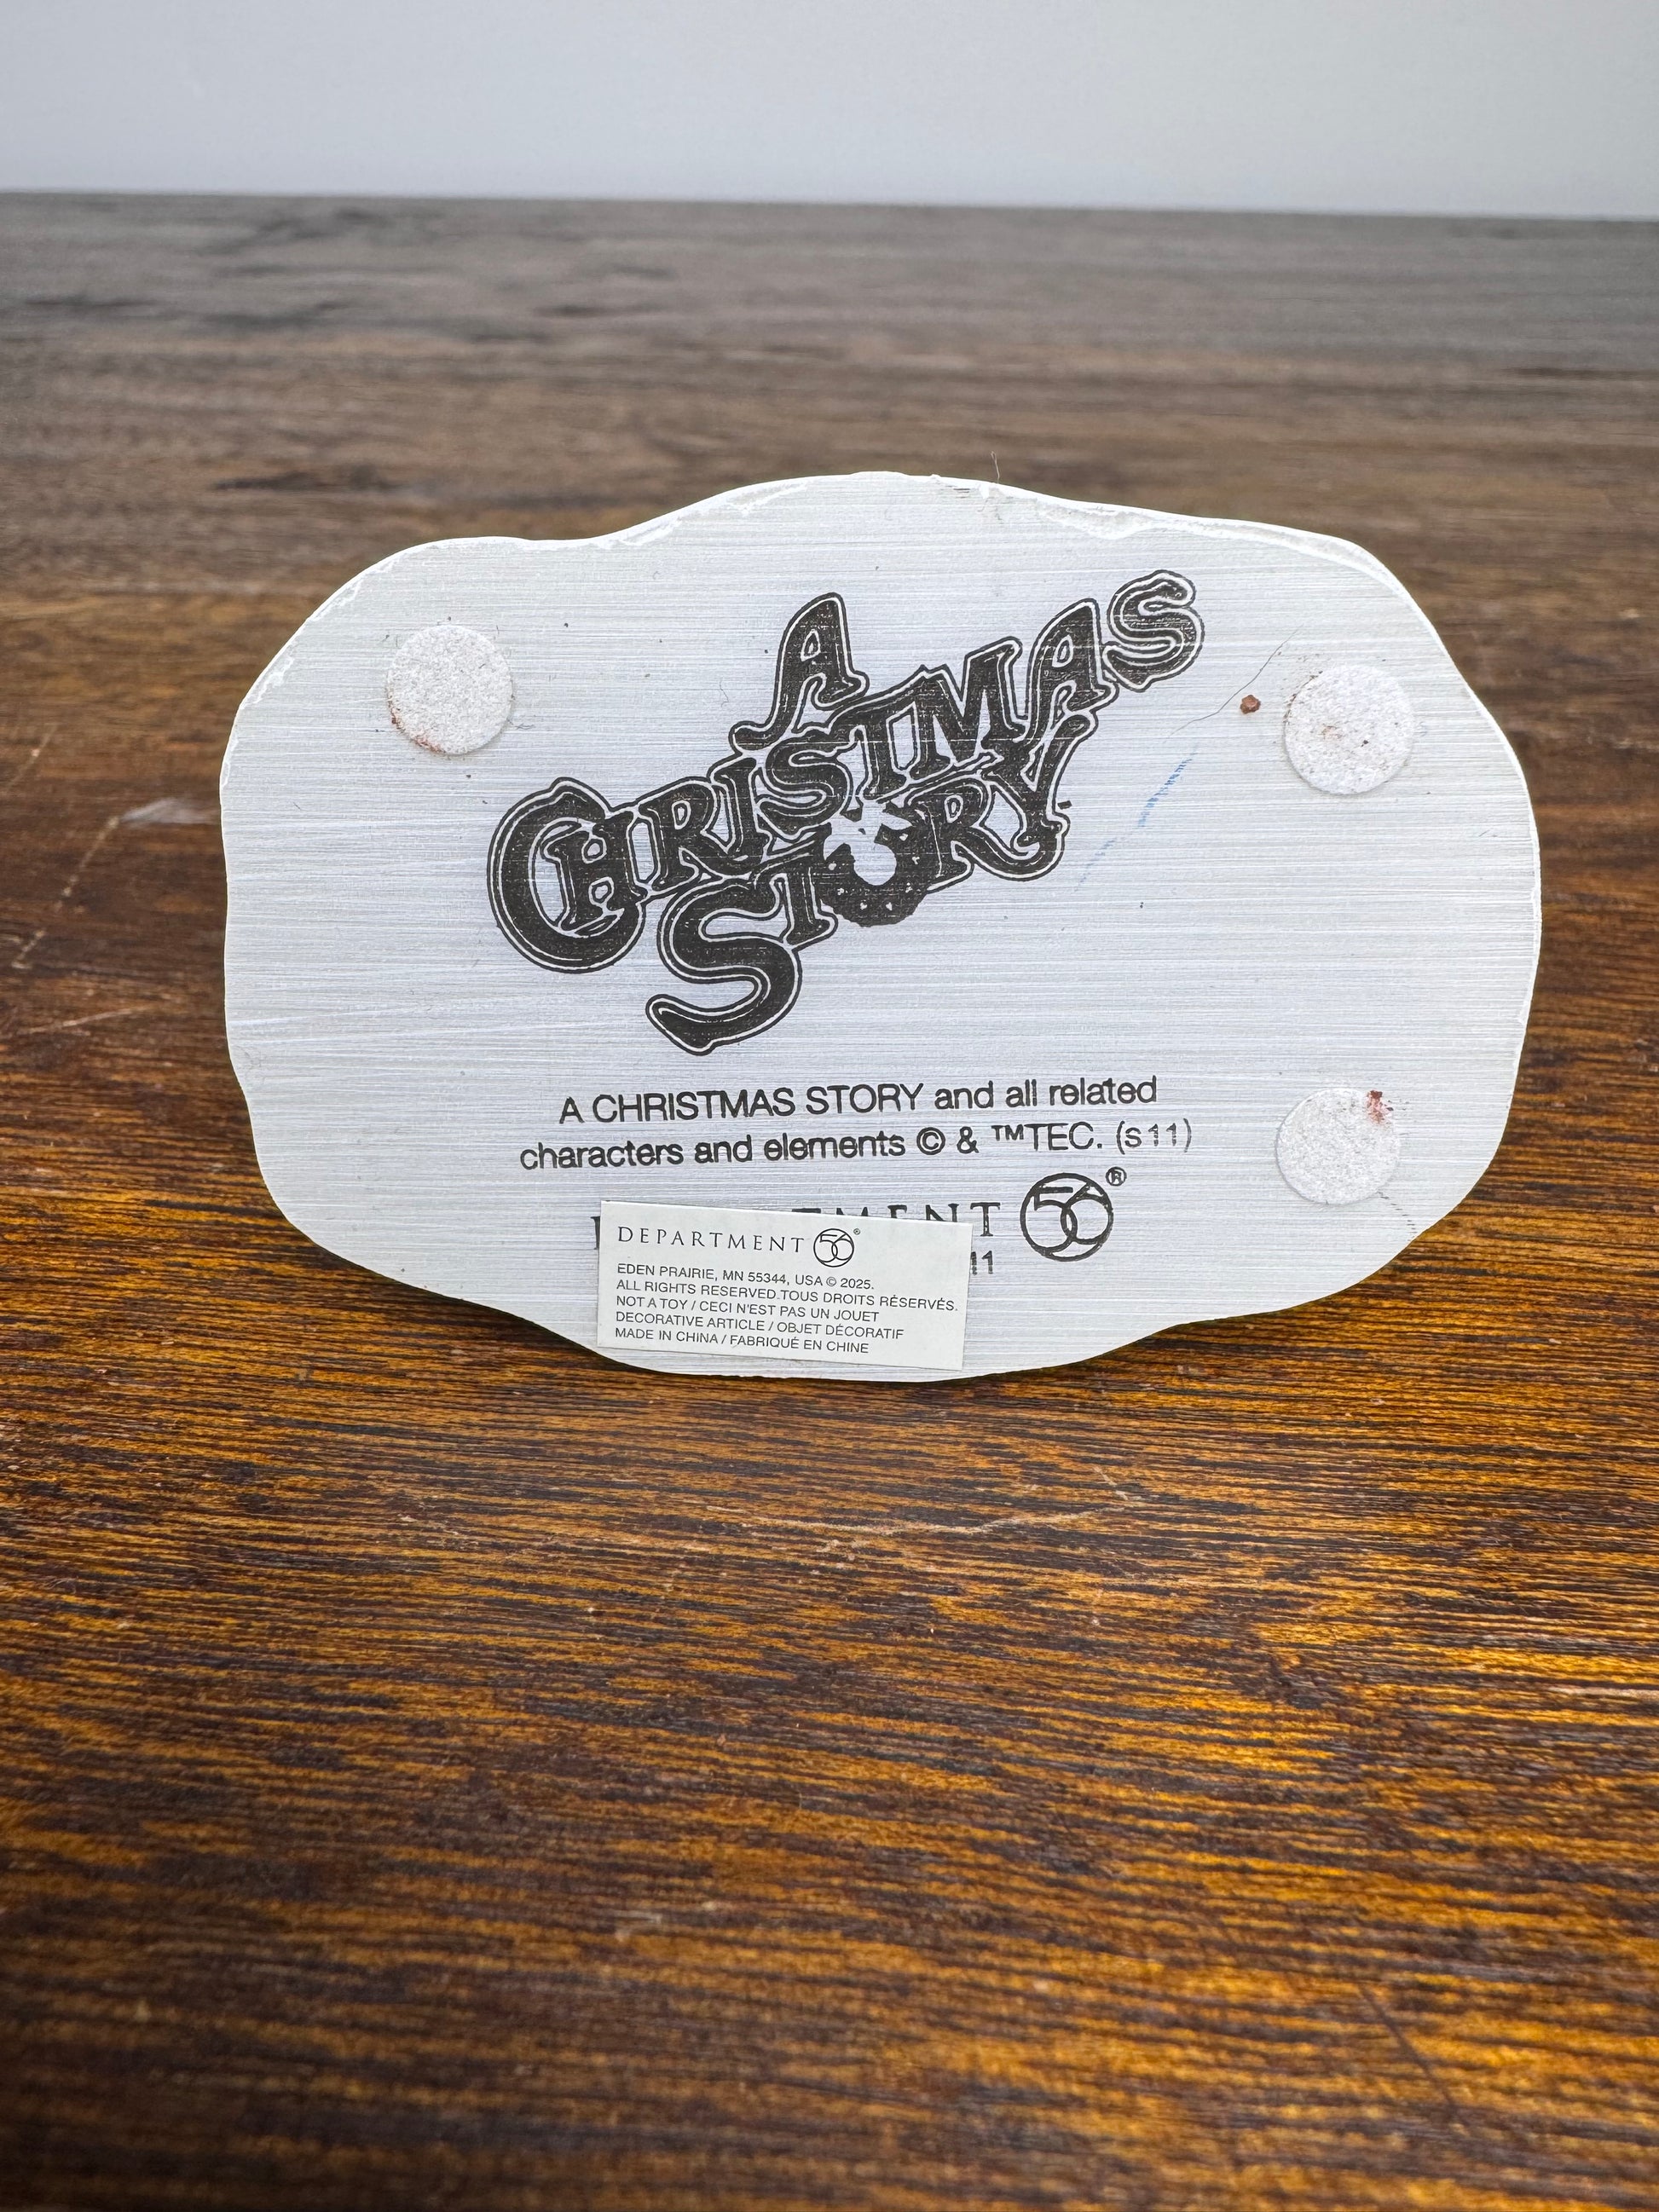 A
CHRISTMAS
STORY
A CHRISTMAS STORY and all related
characters and elements © & ™TEC. (s11)
56®
11
DEPARTMENT 56®
EDEN PRAIRIE, MN 55344, USA © 2025.
ALL RIGHTS RESERVED.TOUS DROITS RÉSERVÉS.
NOT A TOY / CECI N'EST PAS UN JOUET
DECORATIVE ARTICLE / OBJET DÉCORATIF
MADE IN CHINA / FABRIQUÉ EN CHINE